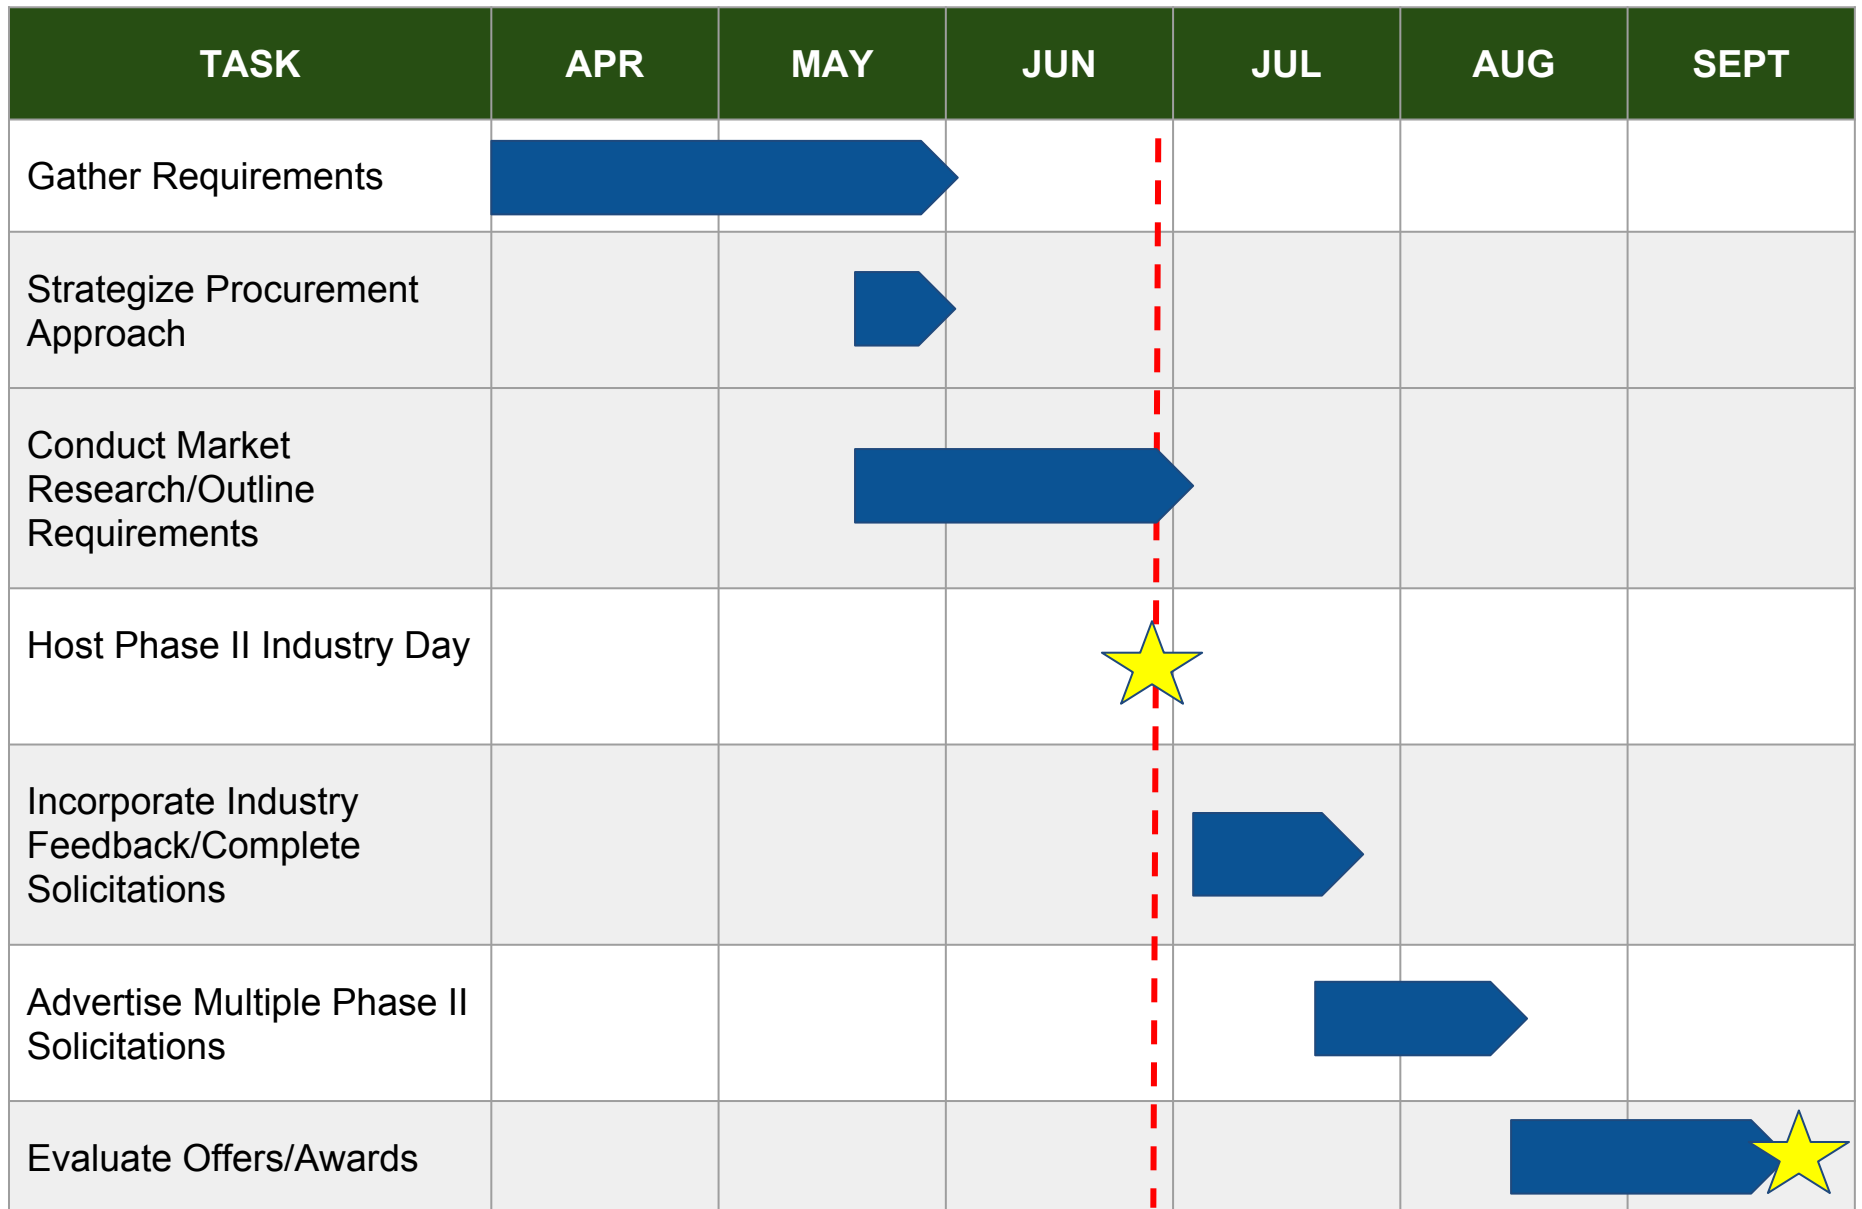 TASK APR MAY JUN JUL AUG SEPT
Gather Requirements
Strategize Procurement
Approach
Conduct Market
Research/Outline
Requirements
Host Phase II Industry Day
Incorporate Industry
Feedback/Complete
Solicitations
Advertise Multiple Phase II
Solicitations
Evaluate Offers/Awards